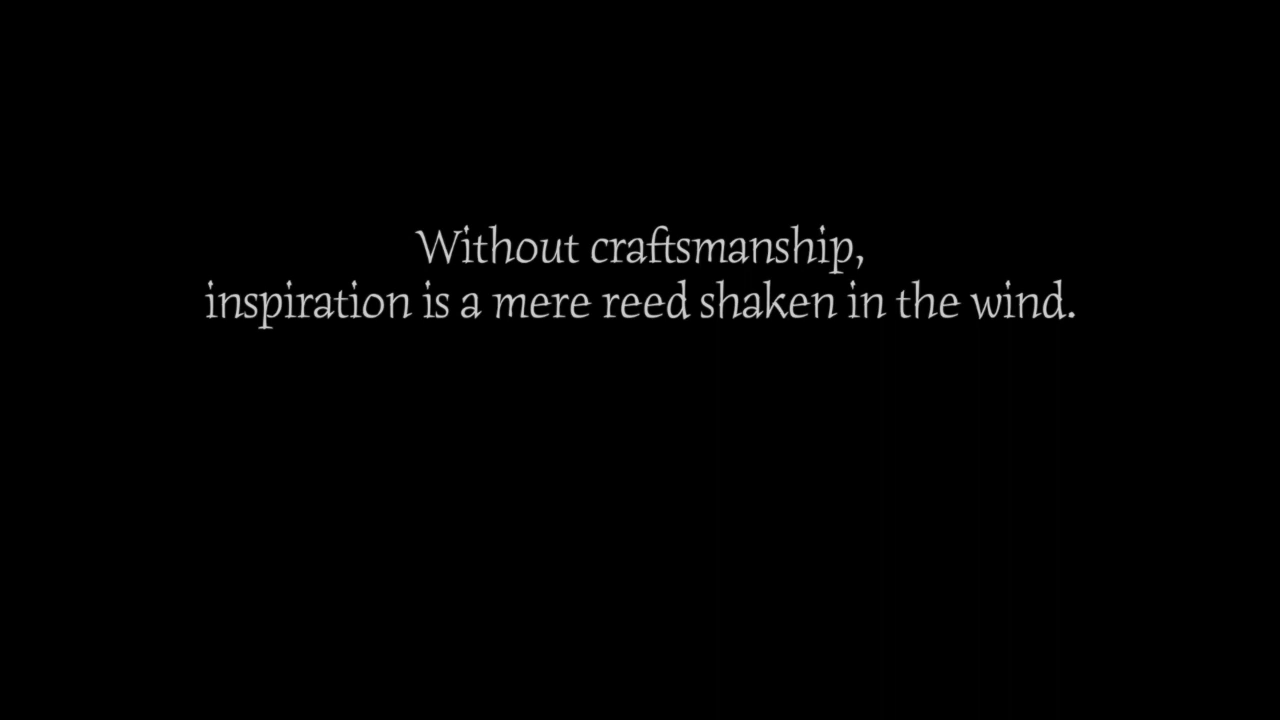 Without craftsmanship,
inspiration is a mere reed shaken in the wind.